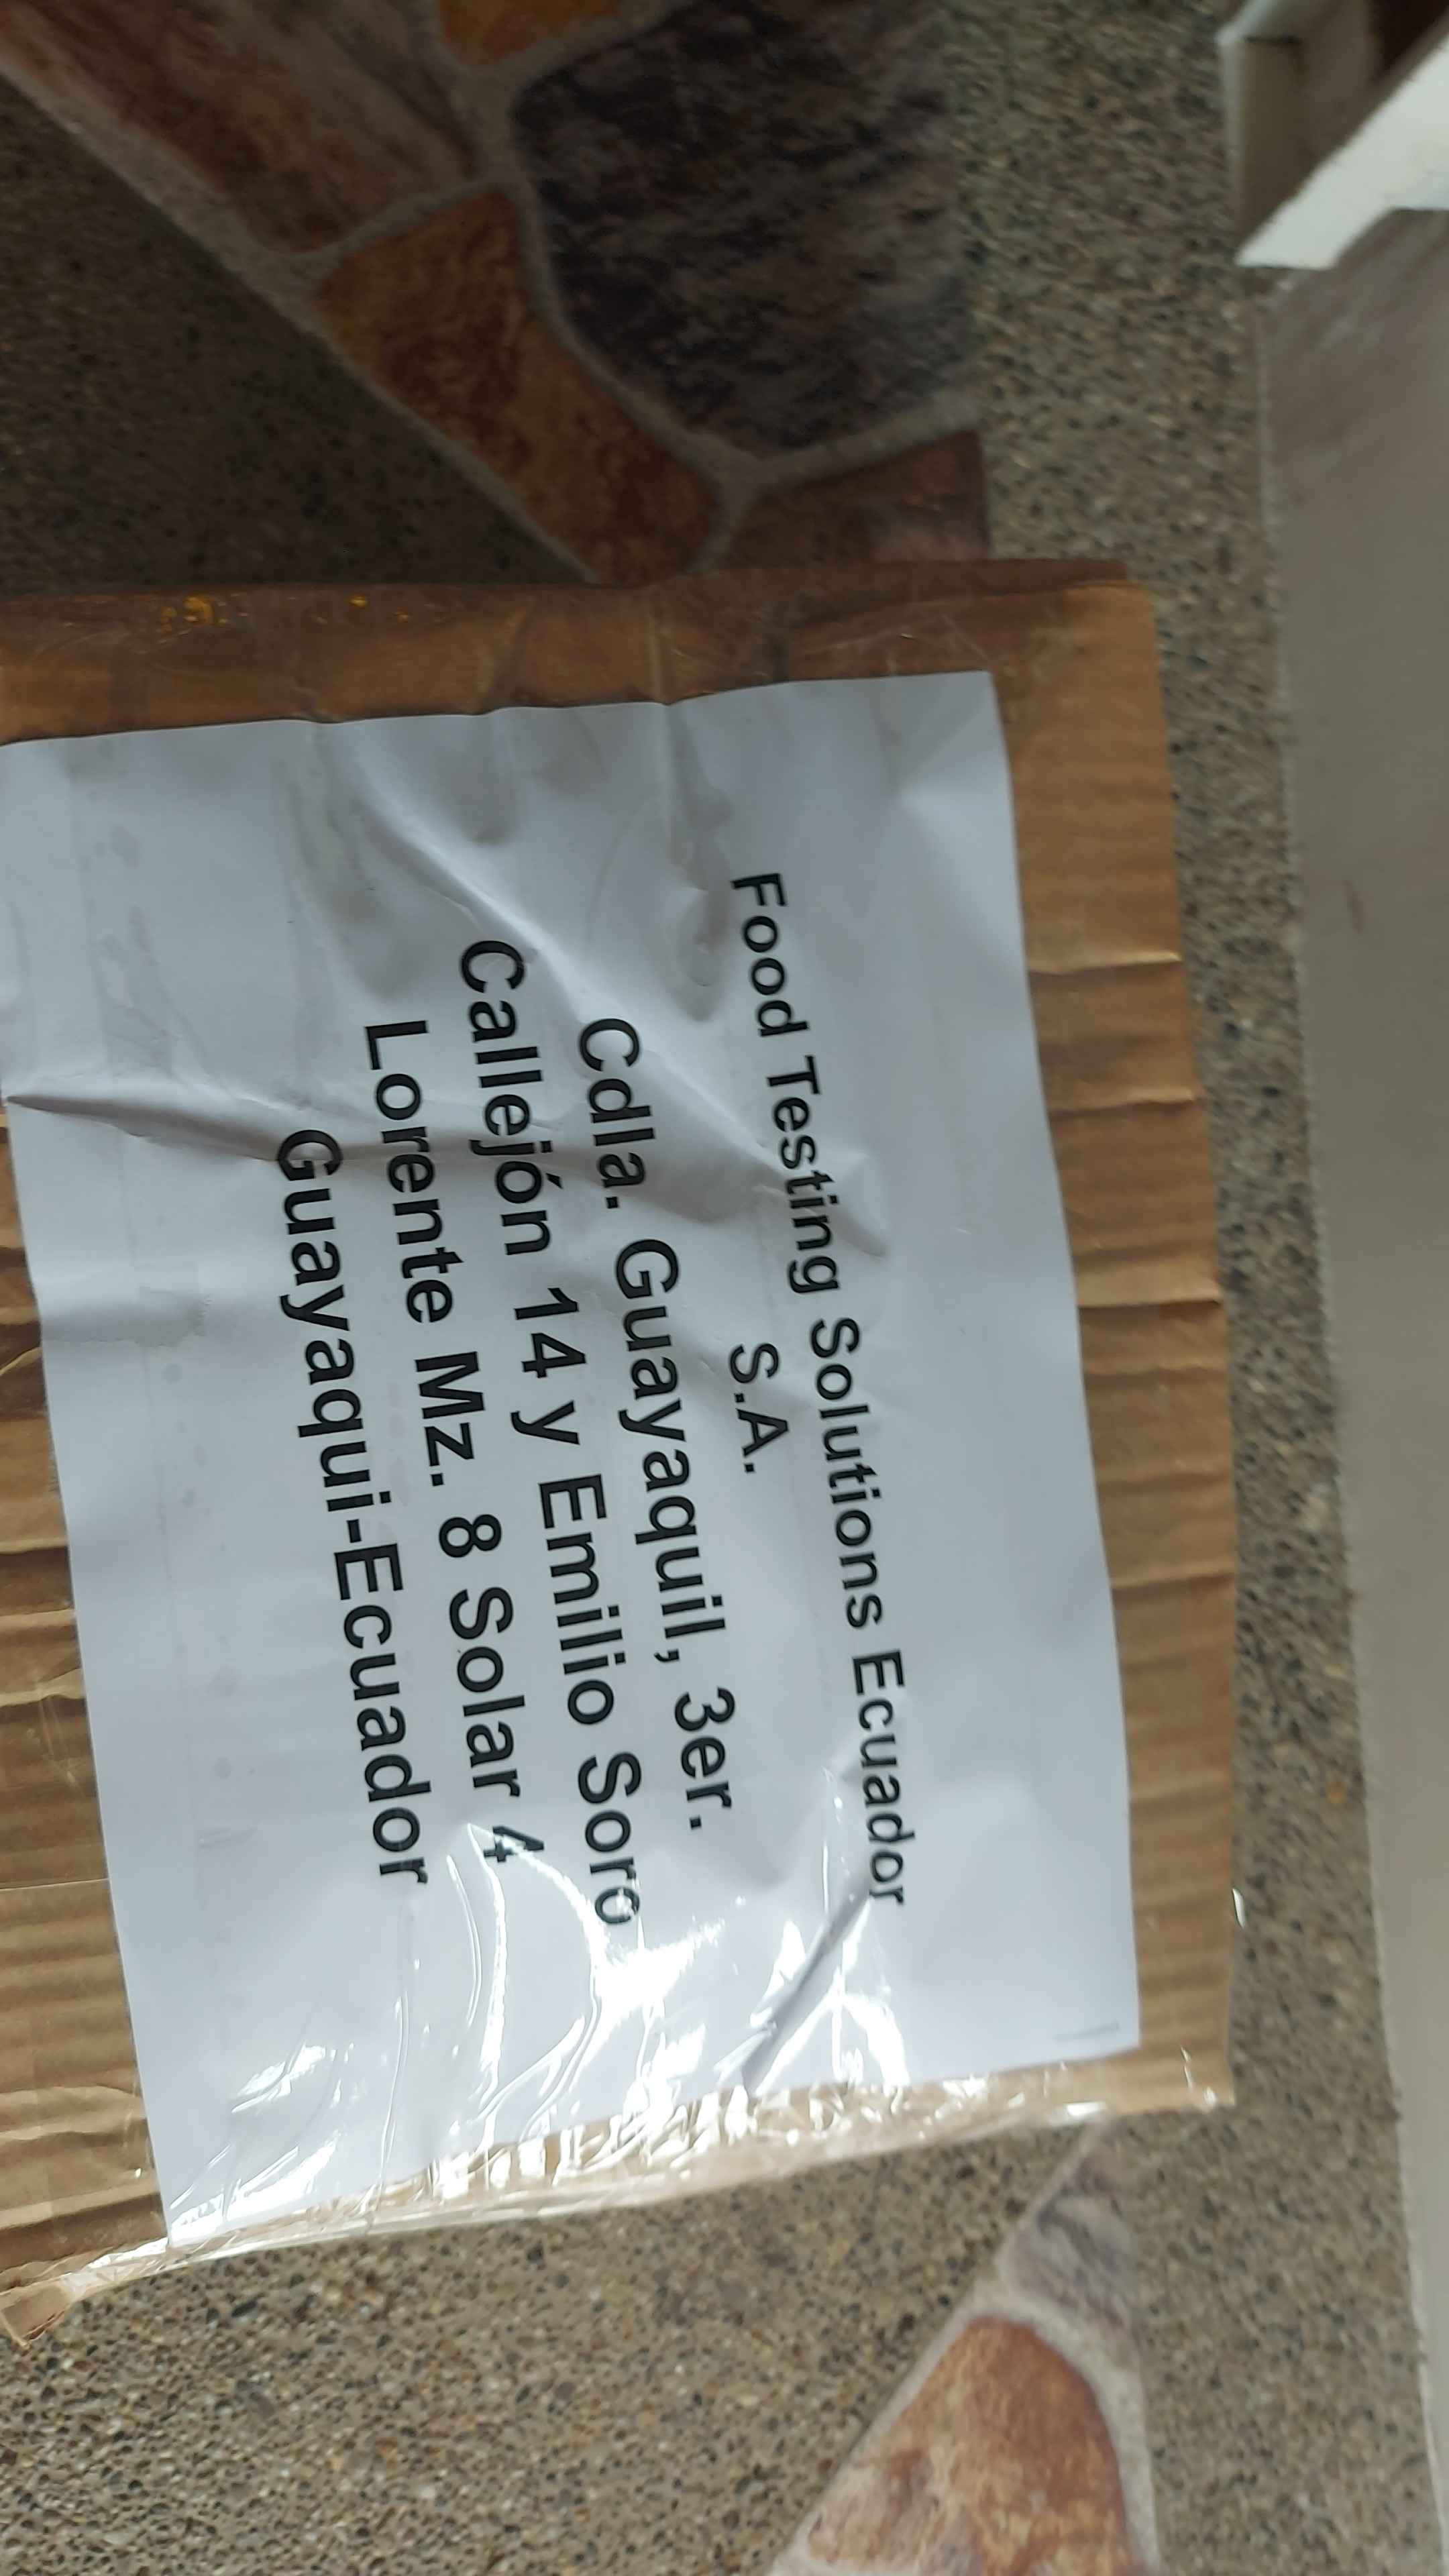 Food Testing Solutions Ecuador
S.A.
Cdla. Guayaquil, 3er.
Callejón 14 y Emilio Soro
Lorente Mz. 8 Solar 4
Guayaqui-Ecuador